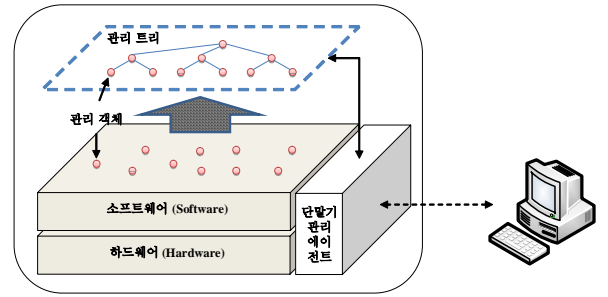 관리 트리
관리 객체
소프트웨어 (Software)
하드웨어 (Hardware)
단말기
관리
에이
전트